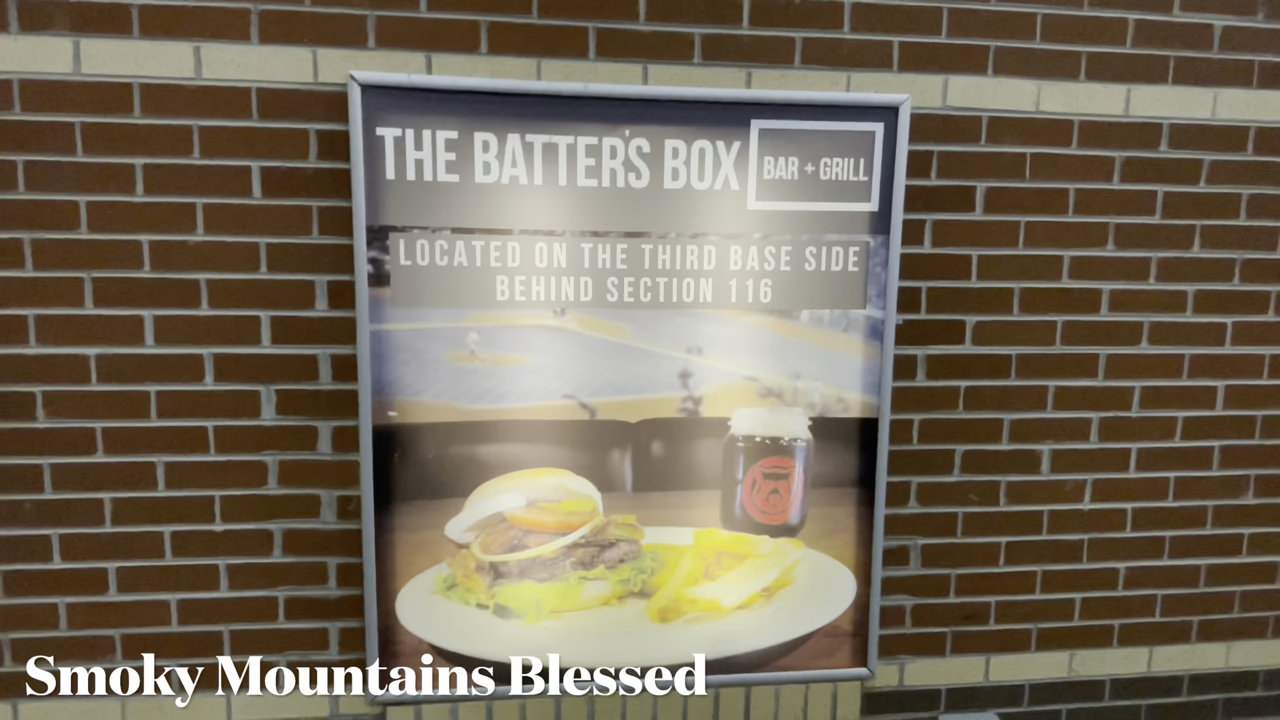 THE BATTER'S BOX
BAR + GRILL
LOCATED ON THE THIRD BASE SIDE
BEHIND SECTION 116
Smoky Mountains Blessed